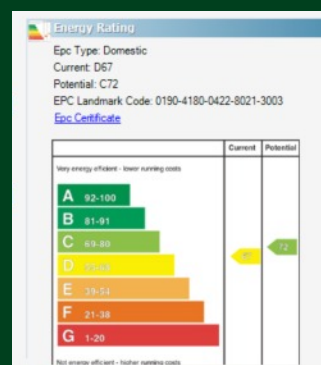 Energy Rating
Epc Type: Domestic
Current: D67
Potential: C72
EPC Landmark Code: 0190-4180-0422-8021-3003
Epc Certificate
Current Potential
Very energy efficient - lower running costs
A 92-100
B 81-91
C 69-80
72
D
E 39-54
F 21-38
G 1-20
Not energy efficient - higher running costs